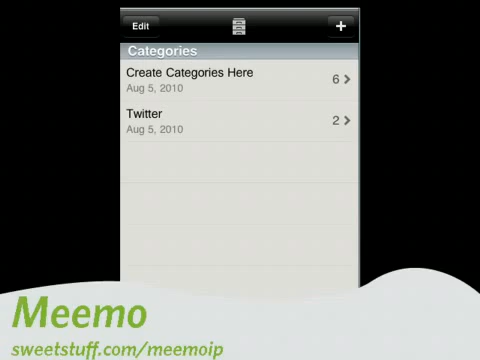 Edit
+
Categories
Create Categories Here
6
Aug 5, 2010
Twitter
2
Aug 5, 2010
Meemo
sweetstuff.com/meemoip